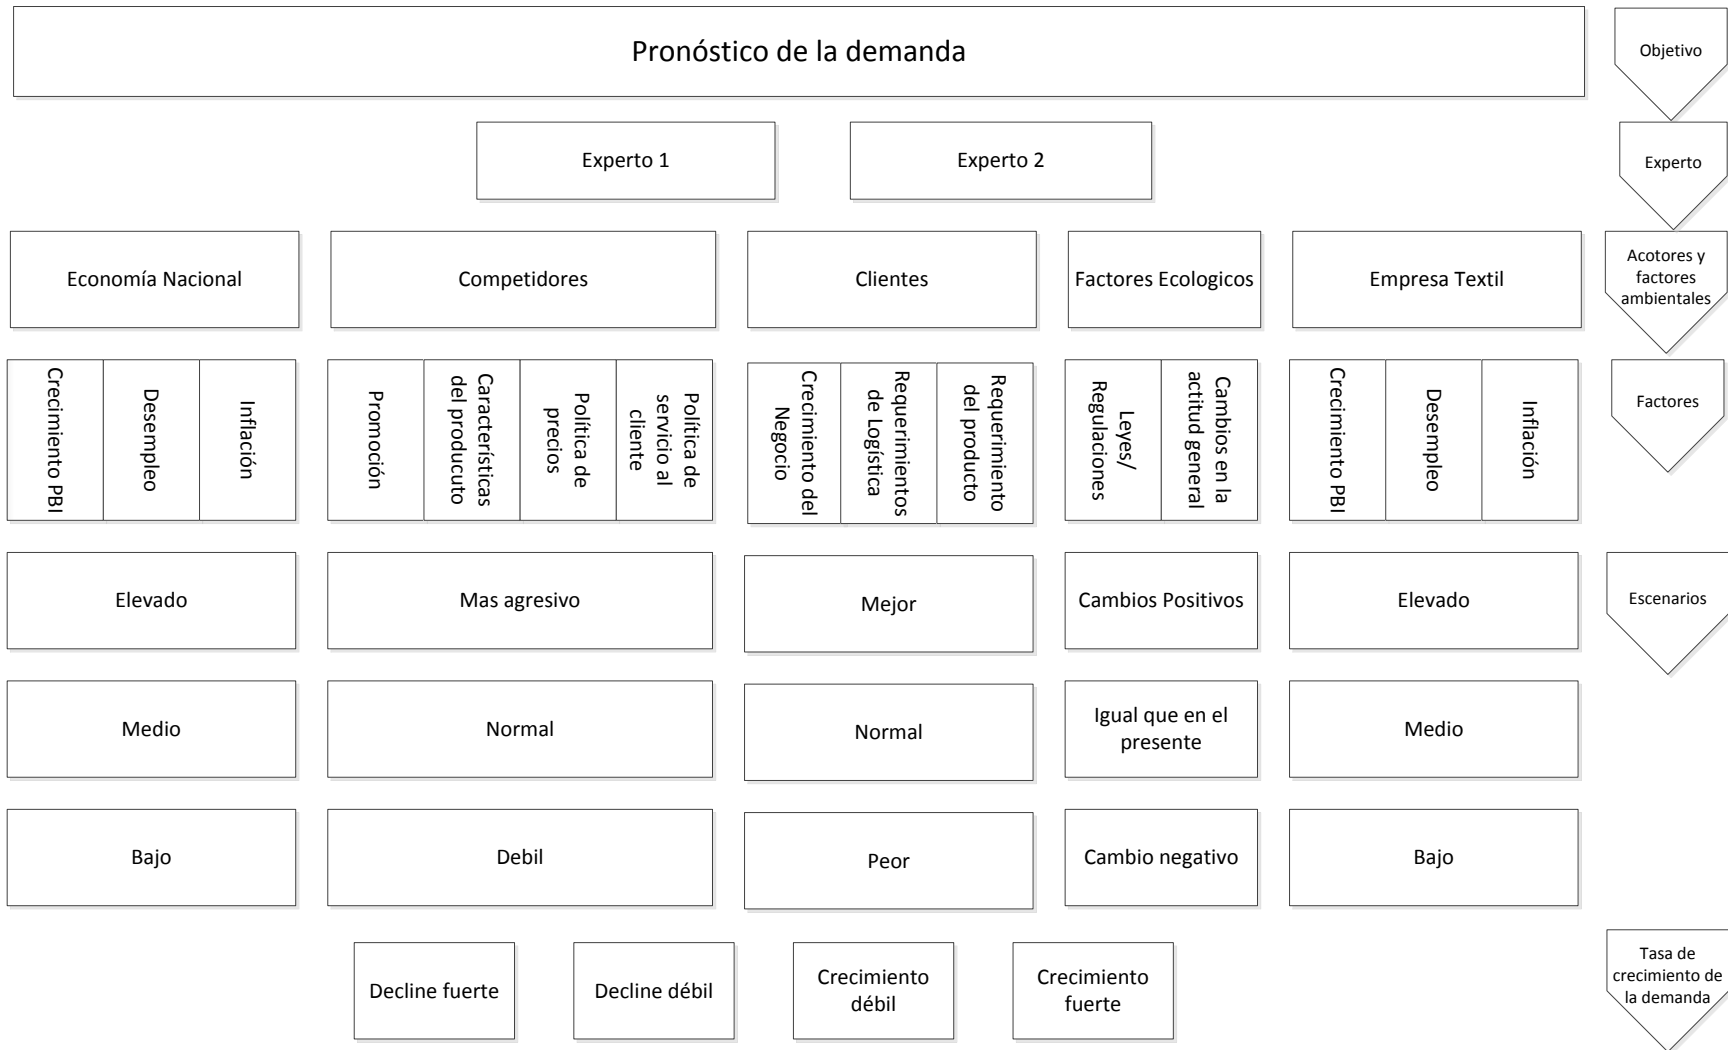 Pronóstico de la demanda
Objetivo
Experto 1
Experto 2
Experto
Economía Nacional
Competidores
Clientes
Factores Ecologicos
Empresa Textil
Acotores y
factores
ambientales
Crecimiento PBI
Desempleo
Inflación
Promoción
Características
del producuto
Política de
precios
Política de
servicio al
cliente
Crecimiento del
Negocio
Requerimientos
de Logística
Requerimiento
del producto
Leyes/
Regulaciones
Cambios en la
actitud general
Crecimiento PBI
Desempleo
Inflación
Factores
Elevado
Mas agresivo
Mejor
Cambios Positivos
Elevado
Escenarios
Medio
Normal
Normal
Igual que en el
presente
Medio
Bajo
Debil
Peor
Cambio negativo
Bajo
Decline fuerte
Decline débil
Crecimiento
débil
Crecimiento
fuerte
Tasa de
crecimiento de
la demanda